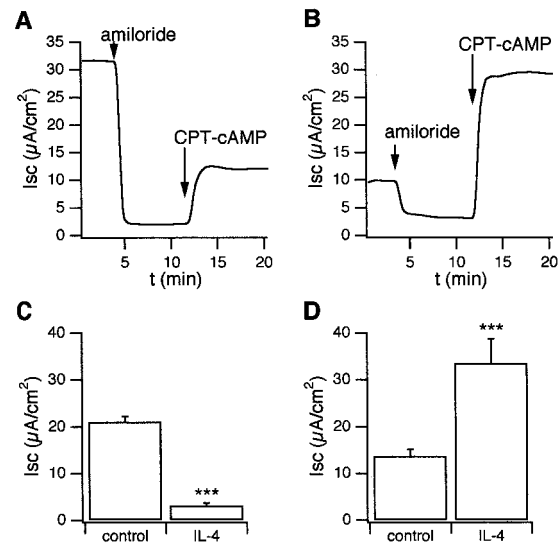 A
amiloride
CPT-cAMP
Isc (µA/cm²)
35
30
25
20
15
10
5
0
5
10
15
20
t (min)
B
CPT-cAMP
amiloride
Isc (µA/cm²)
35
30
25
20
15
10
5
0
5
10
15
20
t (min)
C
Isc (µA/cm²)
40
30
20
10
0
***
control
IL-4
D
Isc (µA/cm²)
40
30
20
10
0
***
control
IL-4